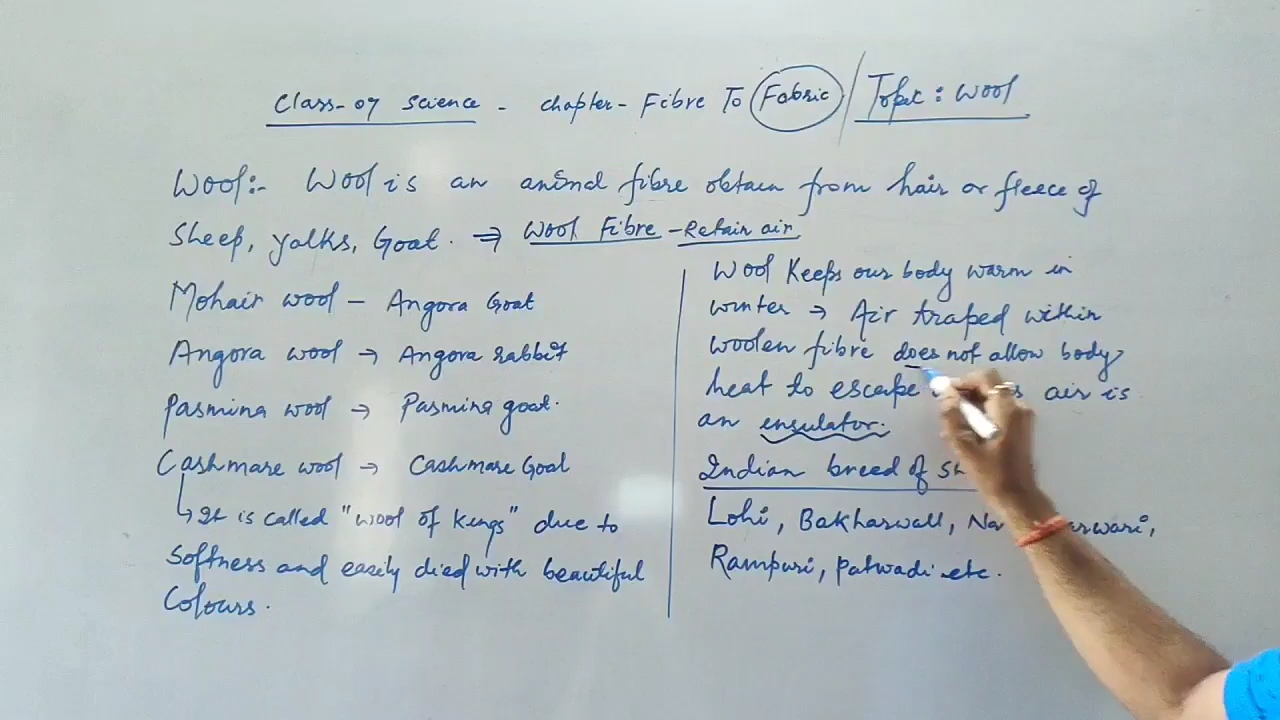 Class-07 Science - chapter-Fibre To Fabric / Topic: Wool
Wool:- Wool is an animal fibre obtain from hair or fleece of
Sheep, yalks, Goat. ⇒ Wool Fibre - Retair air
Mohair wool - Angora Goat
Angora wool → Angora rabbit
Pasmina wool → Pasmina goat.
Cashmare wool → Cashmare Goal
↳ It is called "wool of kings" due to
Softness and easily died with beautiful
Colours.
Wool Keeps our body warm in
winter → Air traped within
woolen fibre does not allow body
heat to escape air is
an insulator.
Indian breed of
Lohi, Bakharwall,
Rampuri, Patwadi etc.